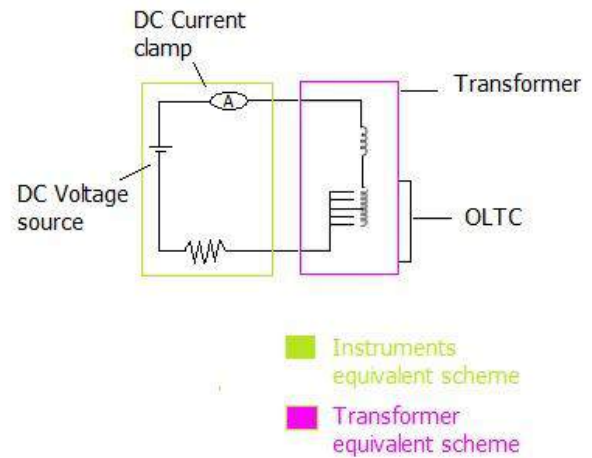 DC Current
clamp
A
Transformer
DC Voltage
source
OLTC
Instruments
equivalent scheme
Transformer
equivalent scheme